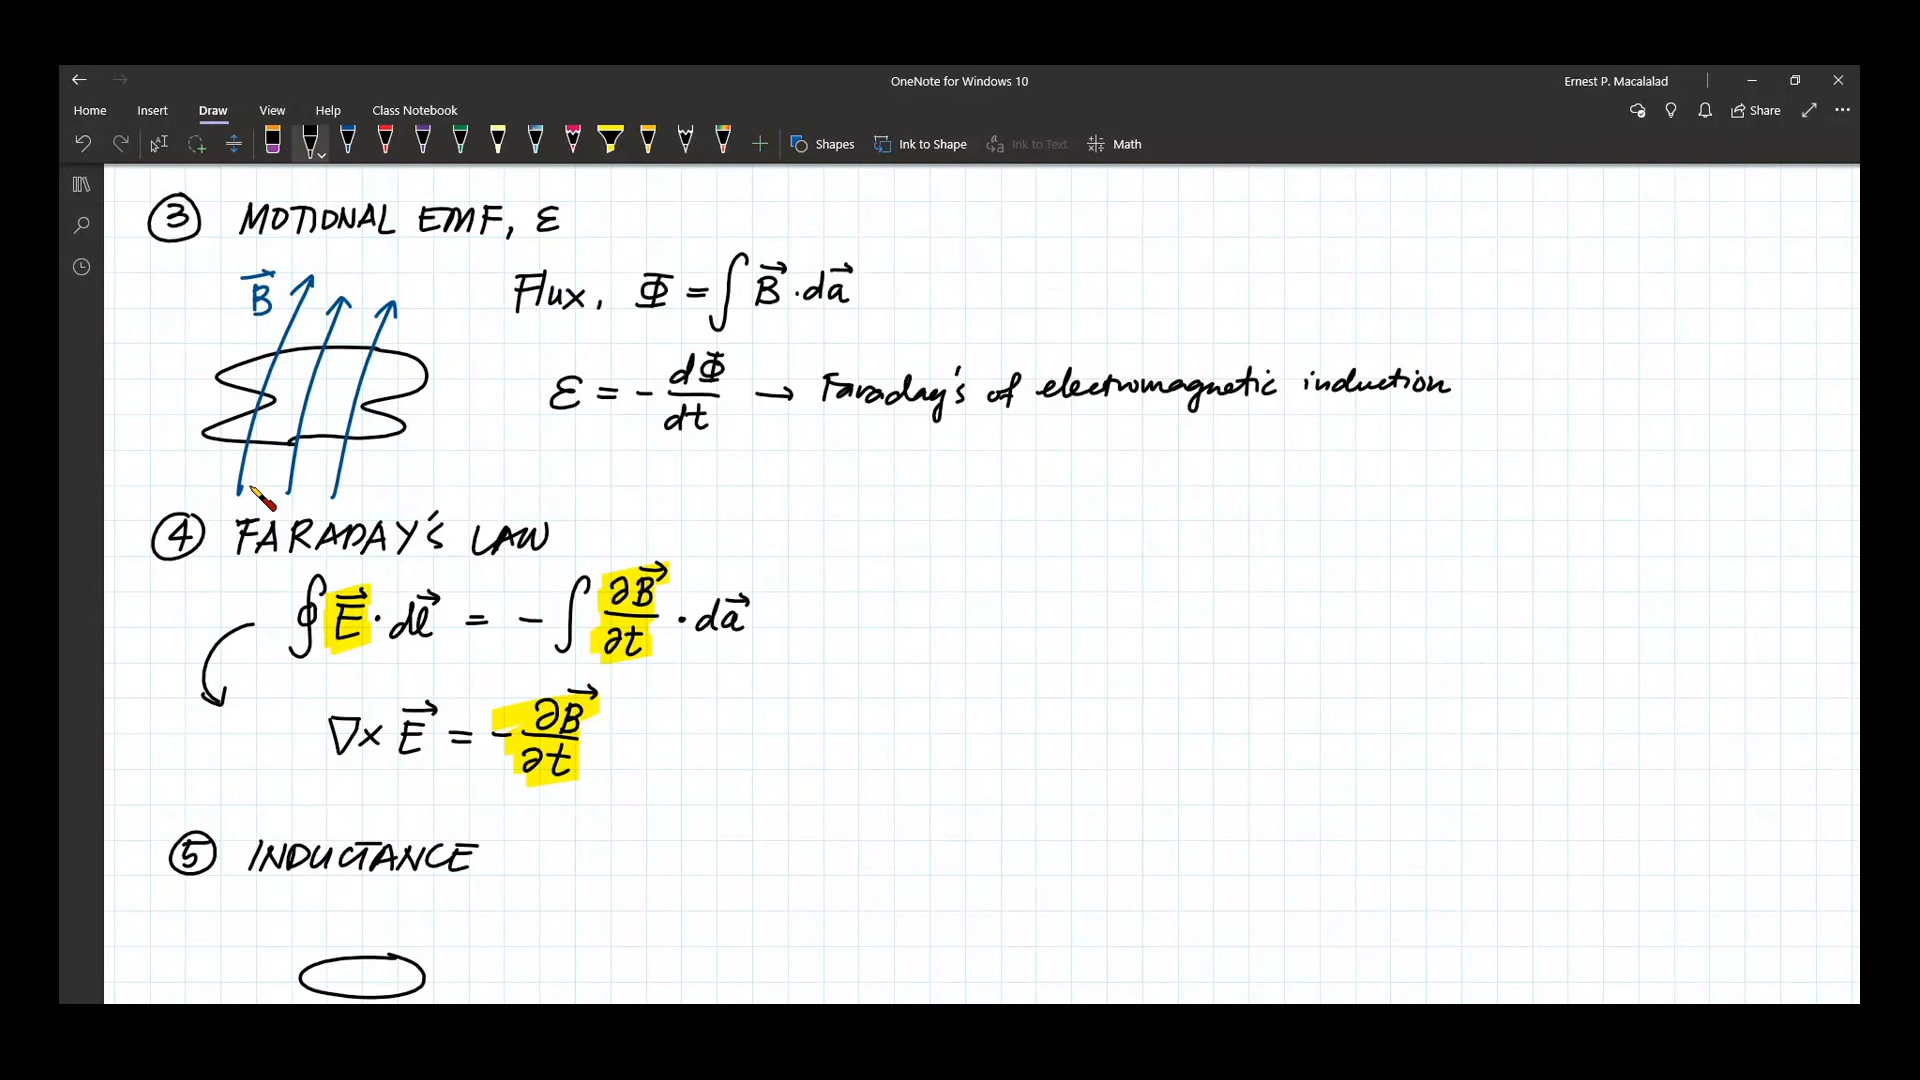 OneNote for Windows 10
Ernest P. Macalalad
Home Insert Draw View Help Class Notebook
Share
Shapes Ink to Shape Ink to Text Math
③ MOTIONAL EMF, ℰ
B⃗
Flux, Φ = ∫ B⃗ · da⃗
ℰ = - dΦ/dt → Faraday's of electromagnetic induction
④ FARADAY'S LAW
∮ E⃗ · dl⃗ = - ∫ ∂B⃗/∂t · da⃗
∇× E⃗ = - ∂B⃗/∂t
⑤ INDUCTANCE